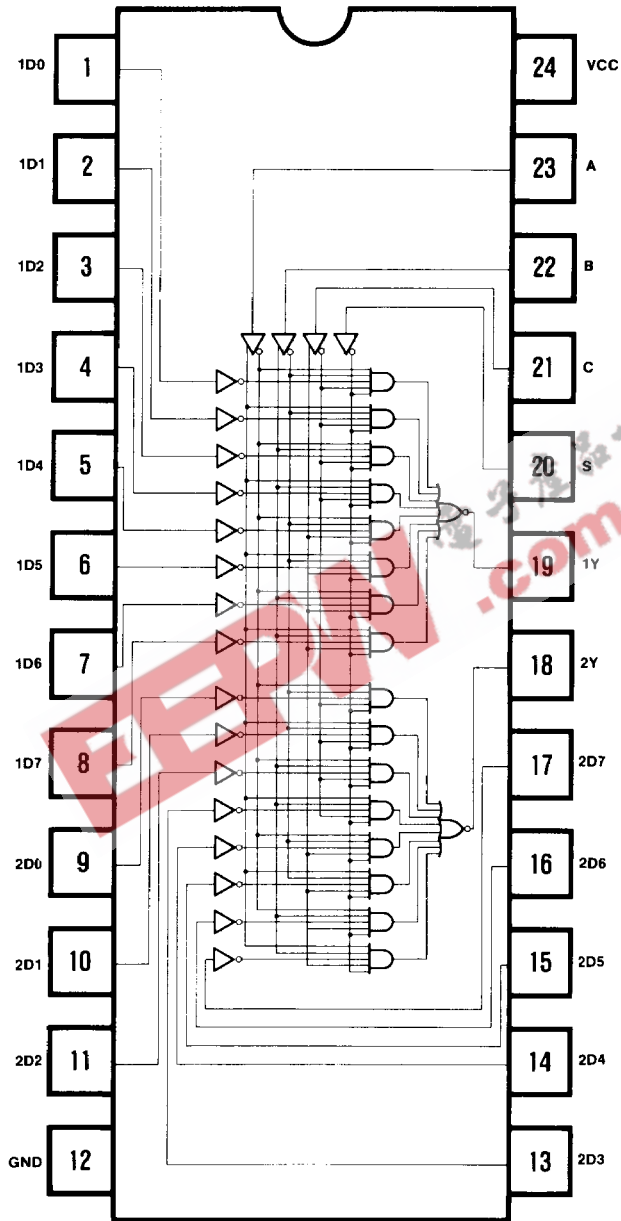 1D0 1 24 VCC
1D1 2 23 A
1D2 3 22 B
1D3 4 21 C
1D4 5 20 S
1D5 6 19 1Y
1D6 7 18 2Y
1D7 8 17 2D7
2D0 9 16 2D6
2D1 10 15 2D5
2D2 11 14 2D4
GND 12 13 2D3
EEPW .com